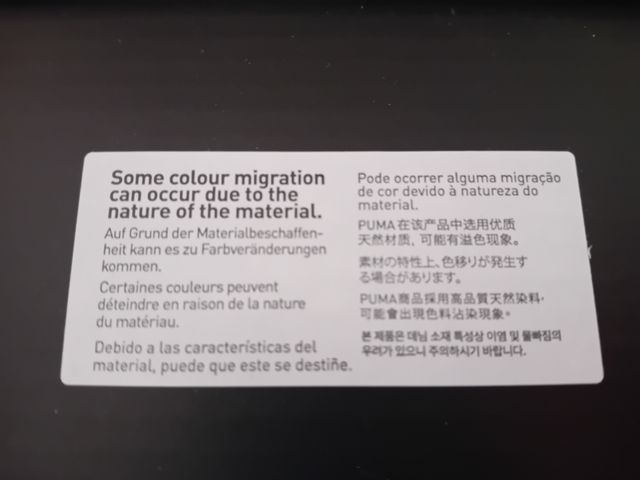 Some colour migration
can occur due to the
nature of the material.
Auf Grund der Materialbeschaffen-
heit kann es zu Farbveränderungen
kommen.
Certaines couleurs peuvent
déteindre en raison de la nature
du matériau.
Debido a las características del
material, puede que este se destiñe.
Pode ocorrer alguma migração
de cor devido à natureza do
material.
PUMA在该产品中选用优质
天然材质, 可能有溢色现象。
素材の特性上、色移りが発生す
る場合があります。
PUMA商品採用高品質天然染料,
可能會出現色料沾染現象。
본 제품은 데님 소재 특성상 이염 및 물빠짐의
우려가 있으니 주의하시기 바랍니다.